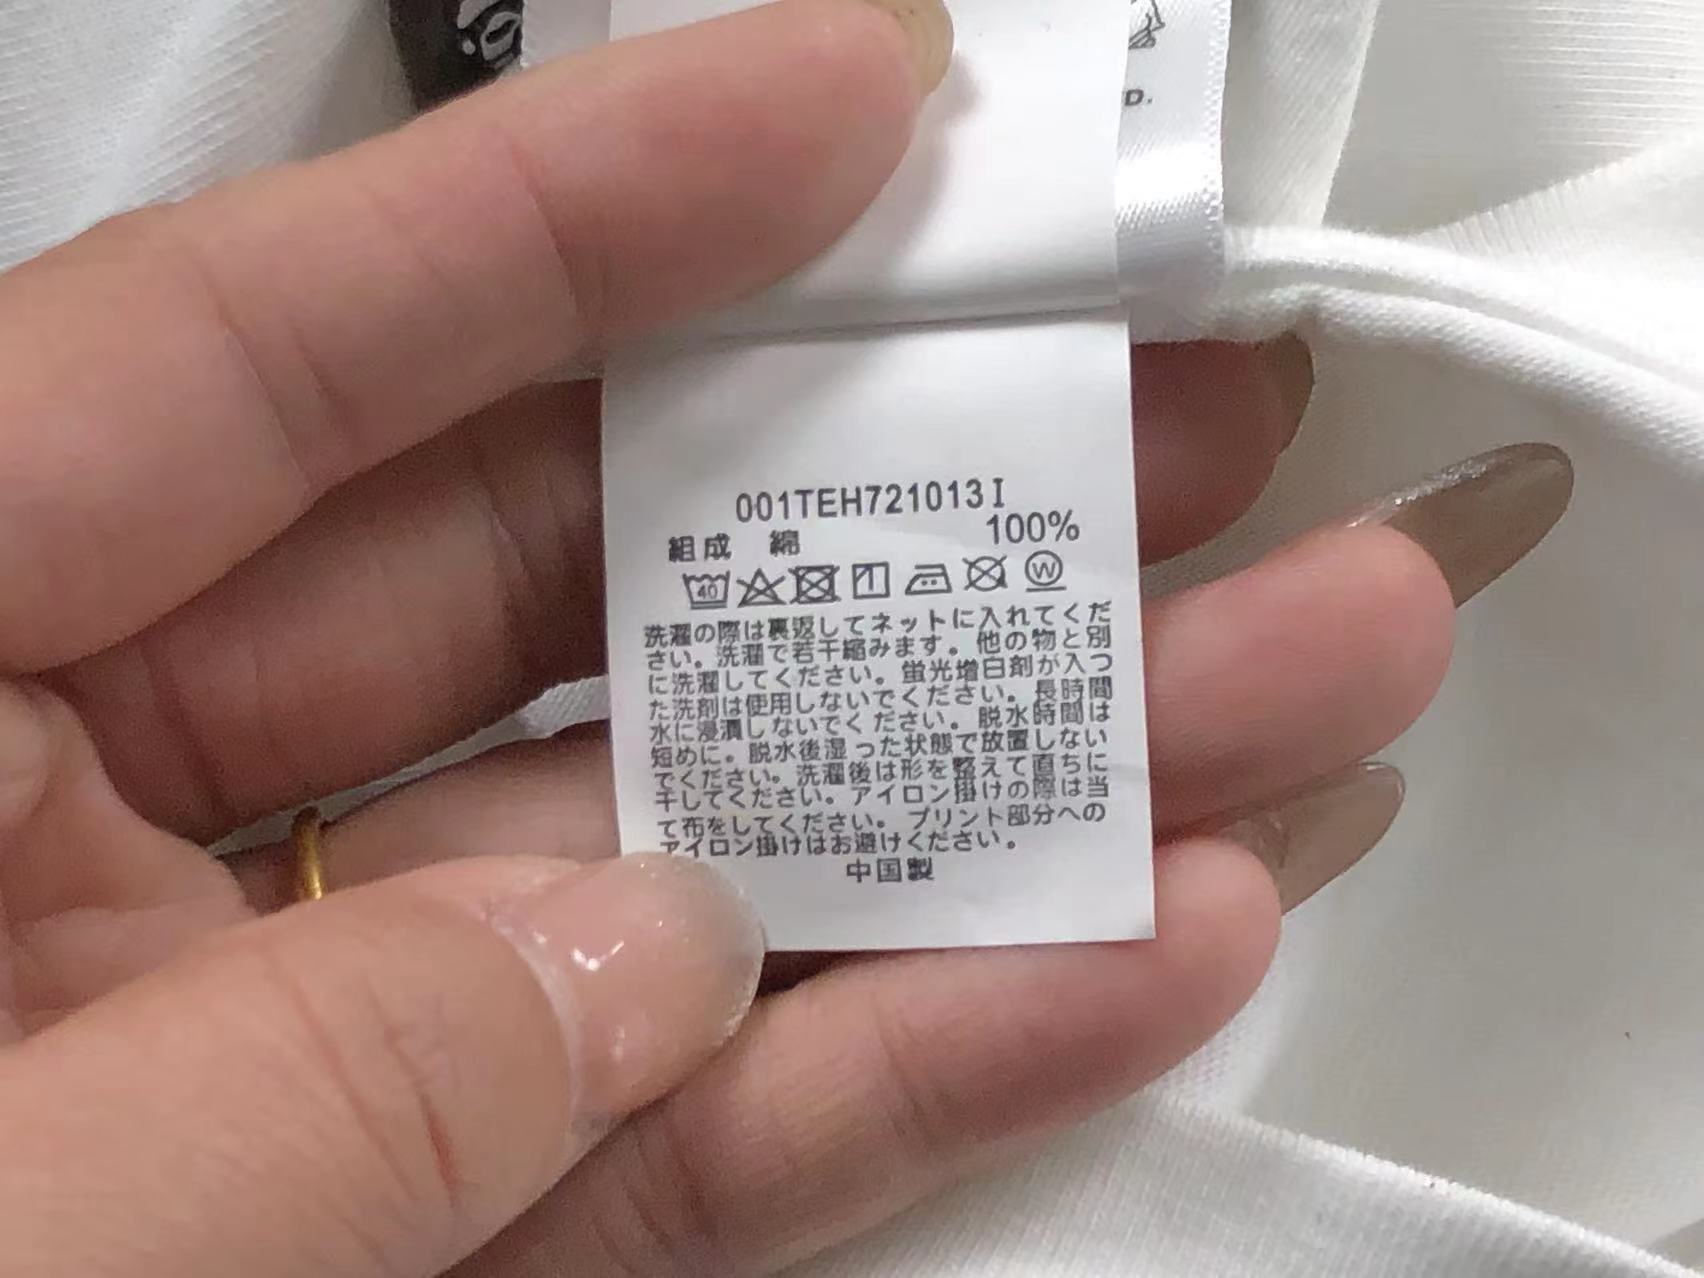 D.
001TEH721013I
組成 綿 100%
40
W
洗濯の際は裏返してネットに入れてくだ
さい。洗濯で若干縮みます。他の物と別
に洗濯してください。蛍光増白剤が入つ
た洗剤は使用しないでください。長時間
水に浸漬しないでください。脱水時間は
短めに。脱水後湿った状態で放置しない
でください。洗濯後は形を整えて直ちに
干してください。アイロン掛けの際は当
て布をしてください。プリント部分への
アイロン掛けはお避けください。
中国製